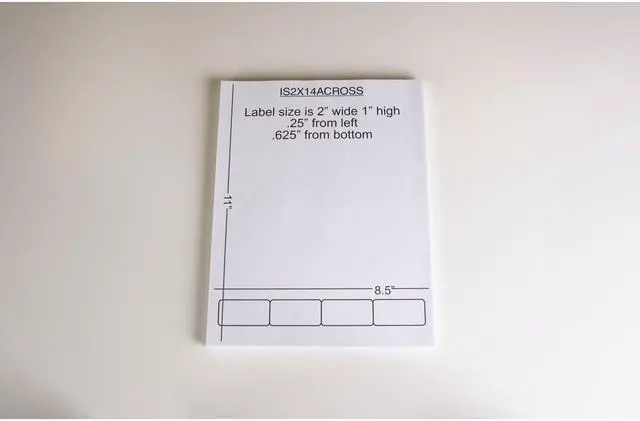 IS2X14ACROSS
Label size is 2” wide 1” high
.25” from left
.625” from bottom
11”
8.5”